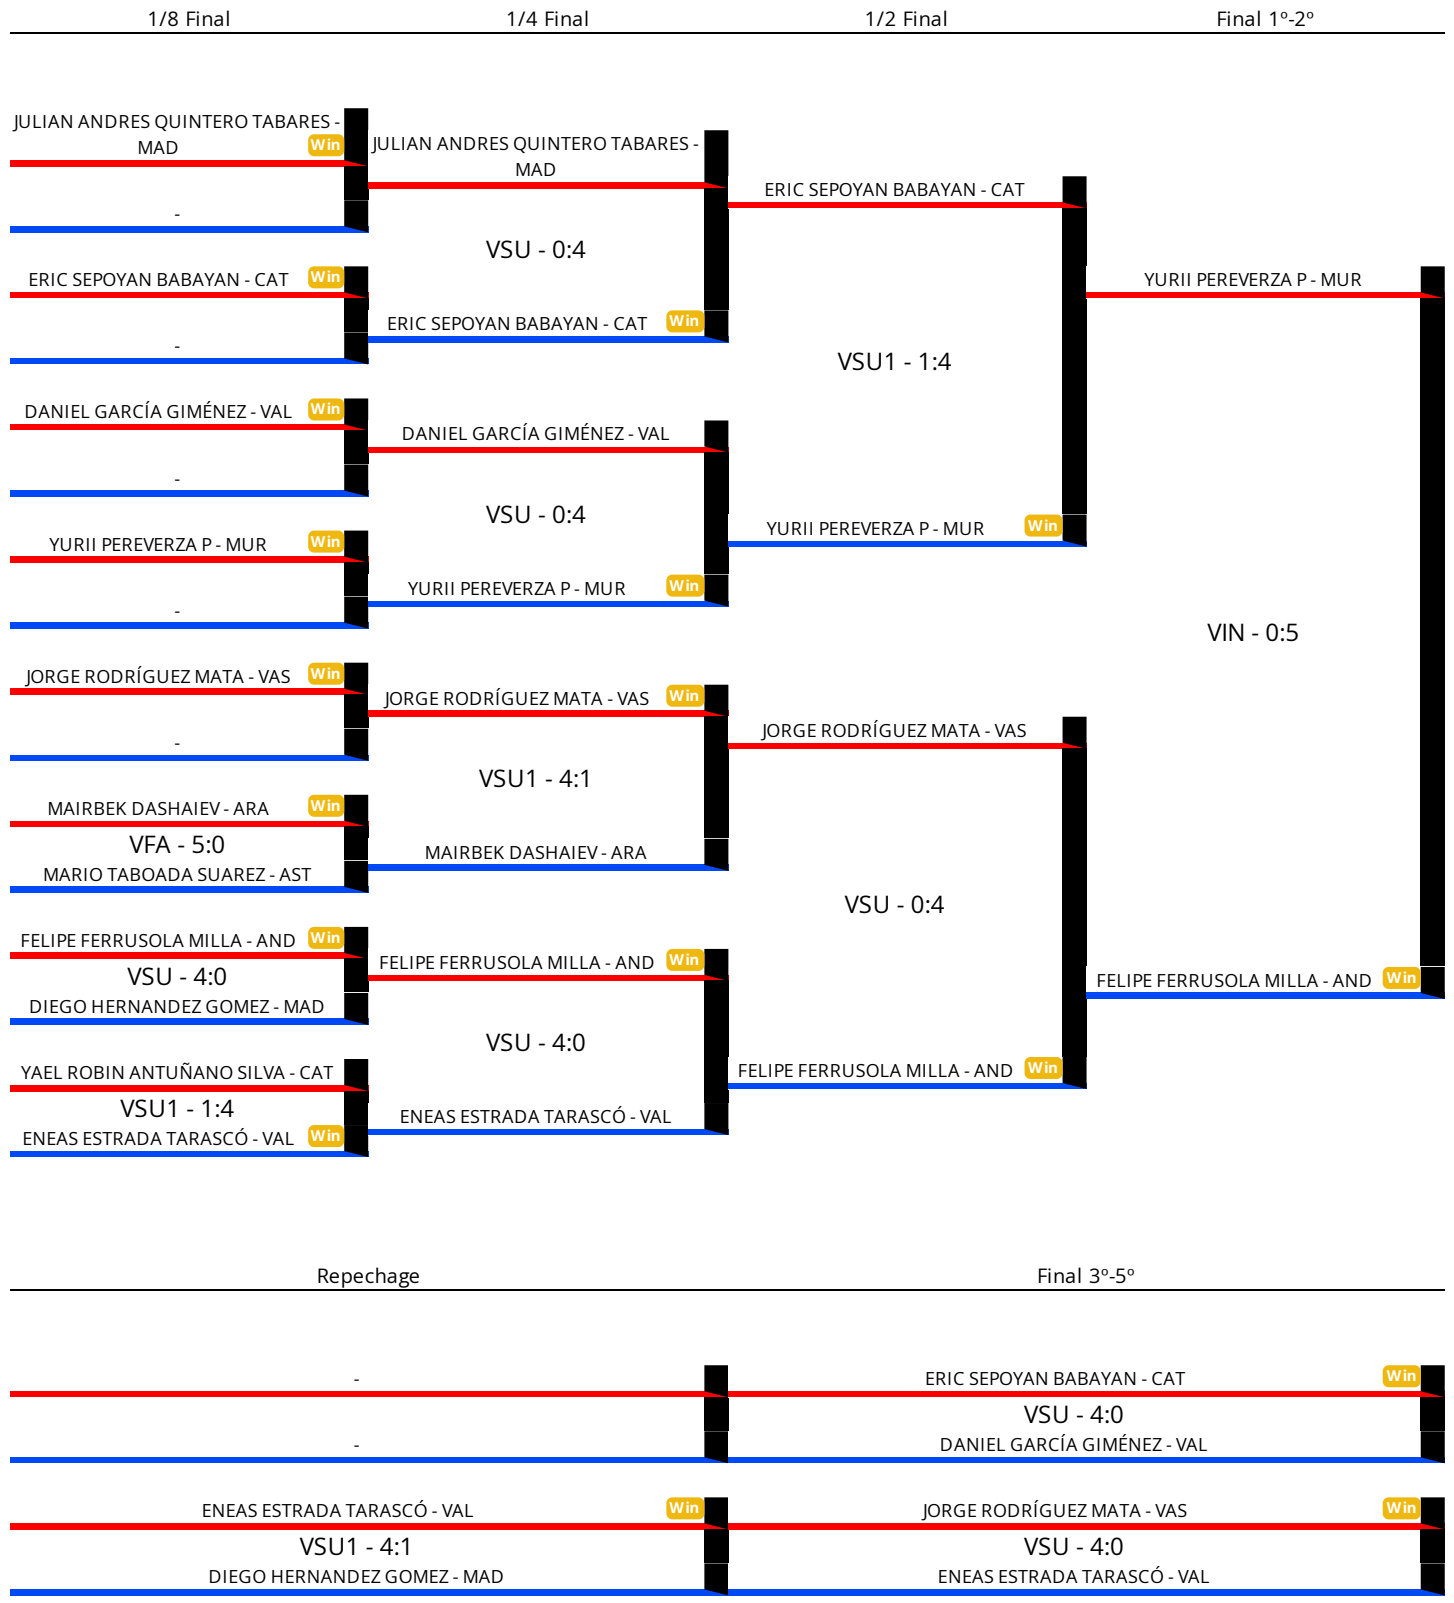 1/8 Final
1/4 Final
1/2 Final
Final 1º-2º
JULIAN ANDRES QUINTERO TABARES -
MAD
Win
-
ERIC SEPOYAN BABAYAN - CAT
Win
-
DANIEL GARCÍA GIMÉNEZ - VAL
Win
-
YURII PEREVERZA P - MUR
Win
-
JORGE RODRÍGUEZ MATA - VAS
Win
-
MAIRBEK DASHAIEV - ARA
Win
VFA - 5:0
MARIO TABOADA SUAREZ - AST
FELIPE FERRUSOLA MILLA - AND
Win
VSU - 4:0
DIEGO HERNANDEZ GOMEZ - MAD
YAEL ROBIN ANTUÑANO SILVA - CAT
VSU1 - 1:4
ENEAS ESTRADA TARASCÓ - VAL
Win
JULIAN ANDRES QUINTERO TABARES -
MAD
VSU - 0:4
ERIC SEPOYAN BABAYAN - CAT
Win
DANIEL GARCÍA GIMÉNEZ - VAL
VSU - 0:4
YURII PEREVERZA P - MUR
Win
JORGE RODRÍGUEZ MATA - VAS
Win
VSU1 - 4:1
MAIRBEK DASHAIEV - ARA
FELIPE FERRUSOLA MILLA - AND
Win
VSU - 4:0
ENEAS ESTRADA TARASCÓ - VAL
ERIC SEPOYAN BABAYAN - CAT
VSU1 - 1:4
YURII PEREVERZA P - MUR
Win
JORGE RODRÍGUEZ MATA - VAS
VSU - 0:4
FELIPE FERRUSOLA MILLA - AND
Win
YURII PEREVERZA P - MUR
VIN - 0:5
FELIPE FERRUSOLA MILLA - AND
Win
Repechage
Final 3º-5º
-
-
ENEAS ESTRADA TARASCÓ - VAL
Win
VSU1 - 4:1
DIEGO HERNANDEZ GOMEZ - MAD
ERIC SEPOYAN BABAYAN - CAT
Win
VSU - 4:0
DANIEL GARCÍA GIMÉNEZ - VAL
JORGE RODRÍGUEZ MATA - VAS
Win
VSU - 4:0
ENEAS ESTRADA TARASCÓ - VAL